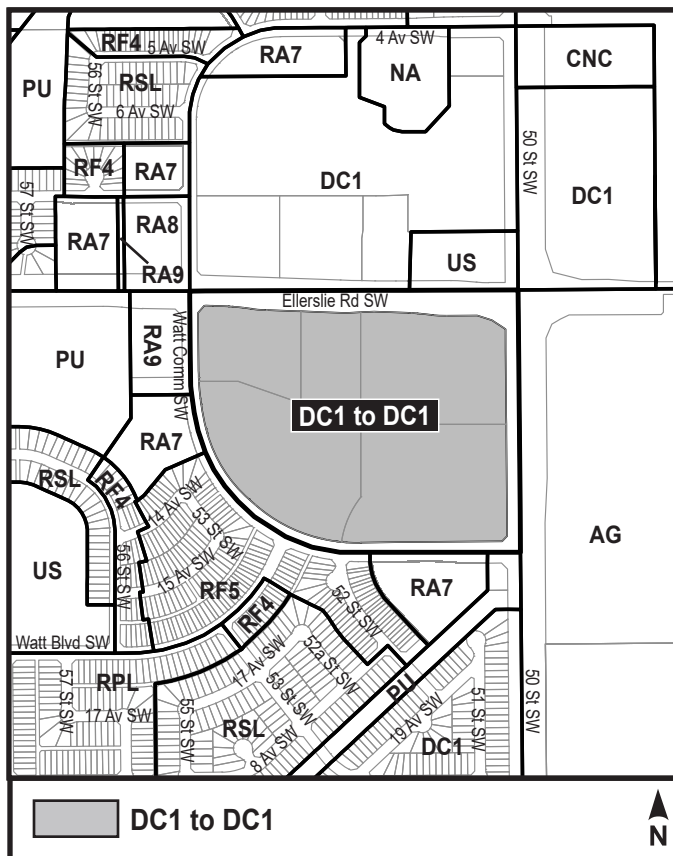 RF4
5 Av SW
4 Av SW
RA7
CNC
PU
56 St SW
RSL
NA
6 Av SW
RF4
RA7
DC1
50 St SW
57 St SW
DC1
RA7
RA8
RA9
US
Ellerslie Rd SW
PU
RA9
Watt Comm SW
DC1 to DC1
RA7
RSL
RF4
14 Av SW
53 St SW
AG
US
56 St SW
15 Av SW
RF5
RA7
RF4
52 St SW
Watt Blvd SW
52a St SW
RPL
57 St SW
17 Av SW
17 Av SW
PU
50 St SW
55 St SW
RSL
53 St SW
51 St SW
19 Av SW
DC1
8 Av SW
DC1 to DC1
N